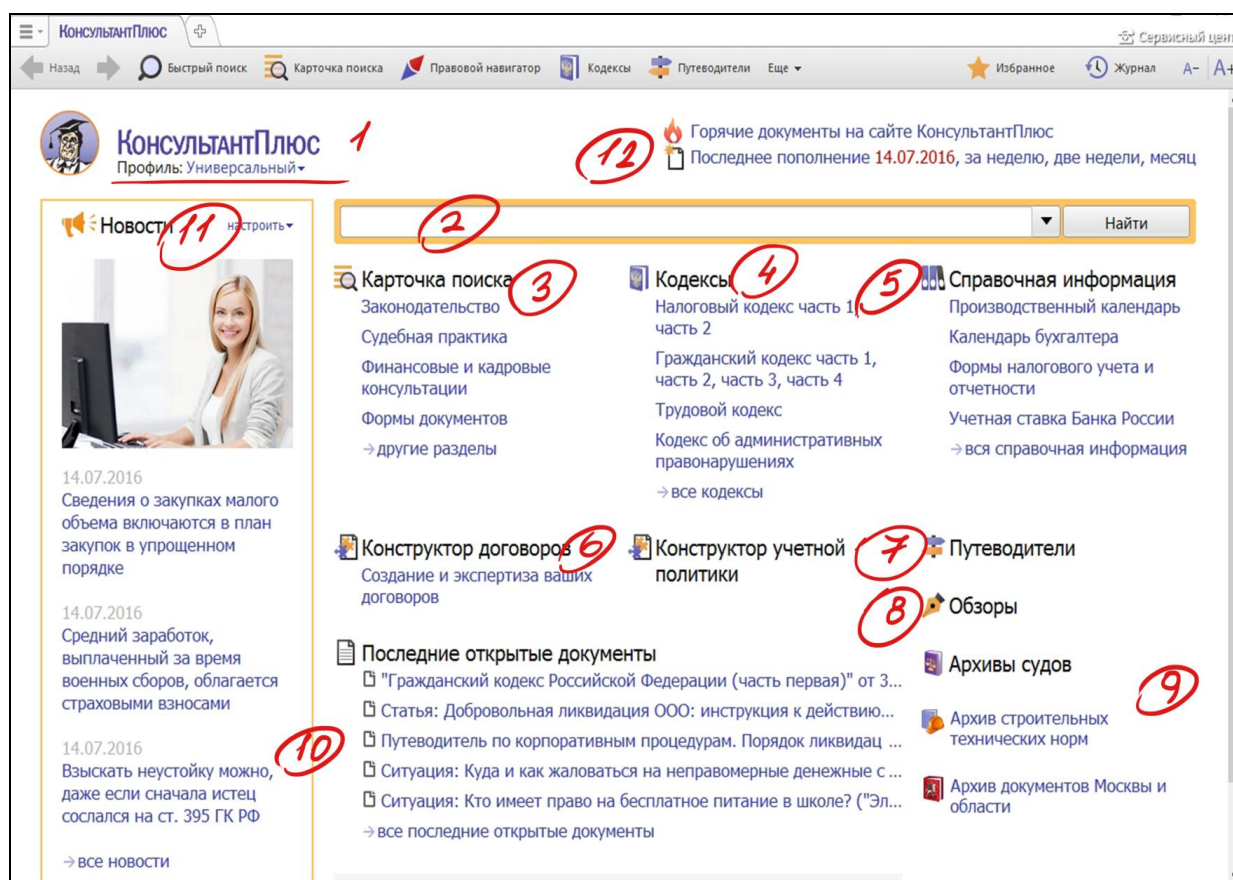 КонсультантПлюс
Сервисный цен
Назад Быстрый поиск Карточка поиска Правовой навигатор Кодексы Путеводители Еще Избранное Журнал А- А+
КонсультантПлюс 1
Профиль: Универсальный
12
Горячие документы на сайте КонсультантПлюс
Последнее пополнение 14.07.2016, за неделю, две недели, месяц
Новости 11 настроить
14.07.2016
Сведения о закупках малого
объема включаются в план
закупок в упрощенном
порядке
14.07.2016
Средний заработок,
выплаченный за время
военных сборов, облагается
страховыми взносами
14.07.2016
Взыскать неустойку можно,
даже если сначала истец
сослался на ст. 395 ГК РФ
→все новости
2 Найти
Карточка поиска 3
Законодательство
Судебная практика
Финансовые и кадровые
консультации
Формы документов
→другие разделы
Кодексы 4
Налоговый кодекс часть 1,
часть 2
Гражданский кодекс часть 1,
часть 2, часть 3, часть 4
Трудовой кодекс
Кодекс об административных
правонарушениях
→все кодексы
5 Справочная информация
Производственный календарь
Календарь бухгалтера
Формы налогового учета и
отчетности
Учетная ставка Банка России
→вся справочная информация
Конструктор договоров 6
Создание и экспертиза ваших
договоров
Конструктор учетной
политики
7 Путеводители
8 Обзоры
Архивы судов
9
Архив строительных
технических норм
Архив документов Москвы и
области
Последние открытые документы
"Гражданский кодекс Российской Федерации (часть первая)" от 3...
Статья: Добровольная ликвидация ООО: инструкция к действию...
10 Путеводитель по корпоративным процедурам. Порядок ликвидац ...
Ситуация: Куда и как жаловаться на неправомерные денежные с ...
Ситуация: Кто имеет право на бесплатное питание в школе? ("Эл...
→все последние открытые документы